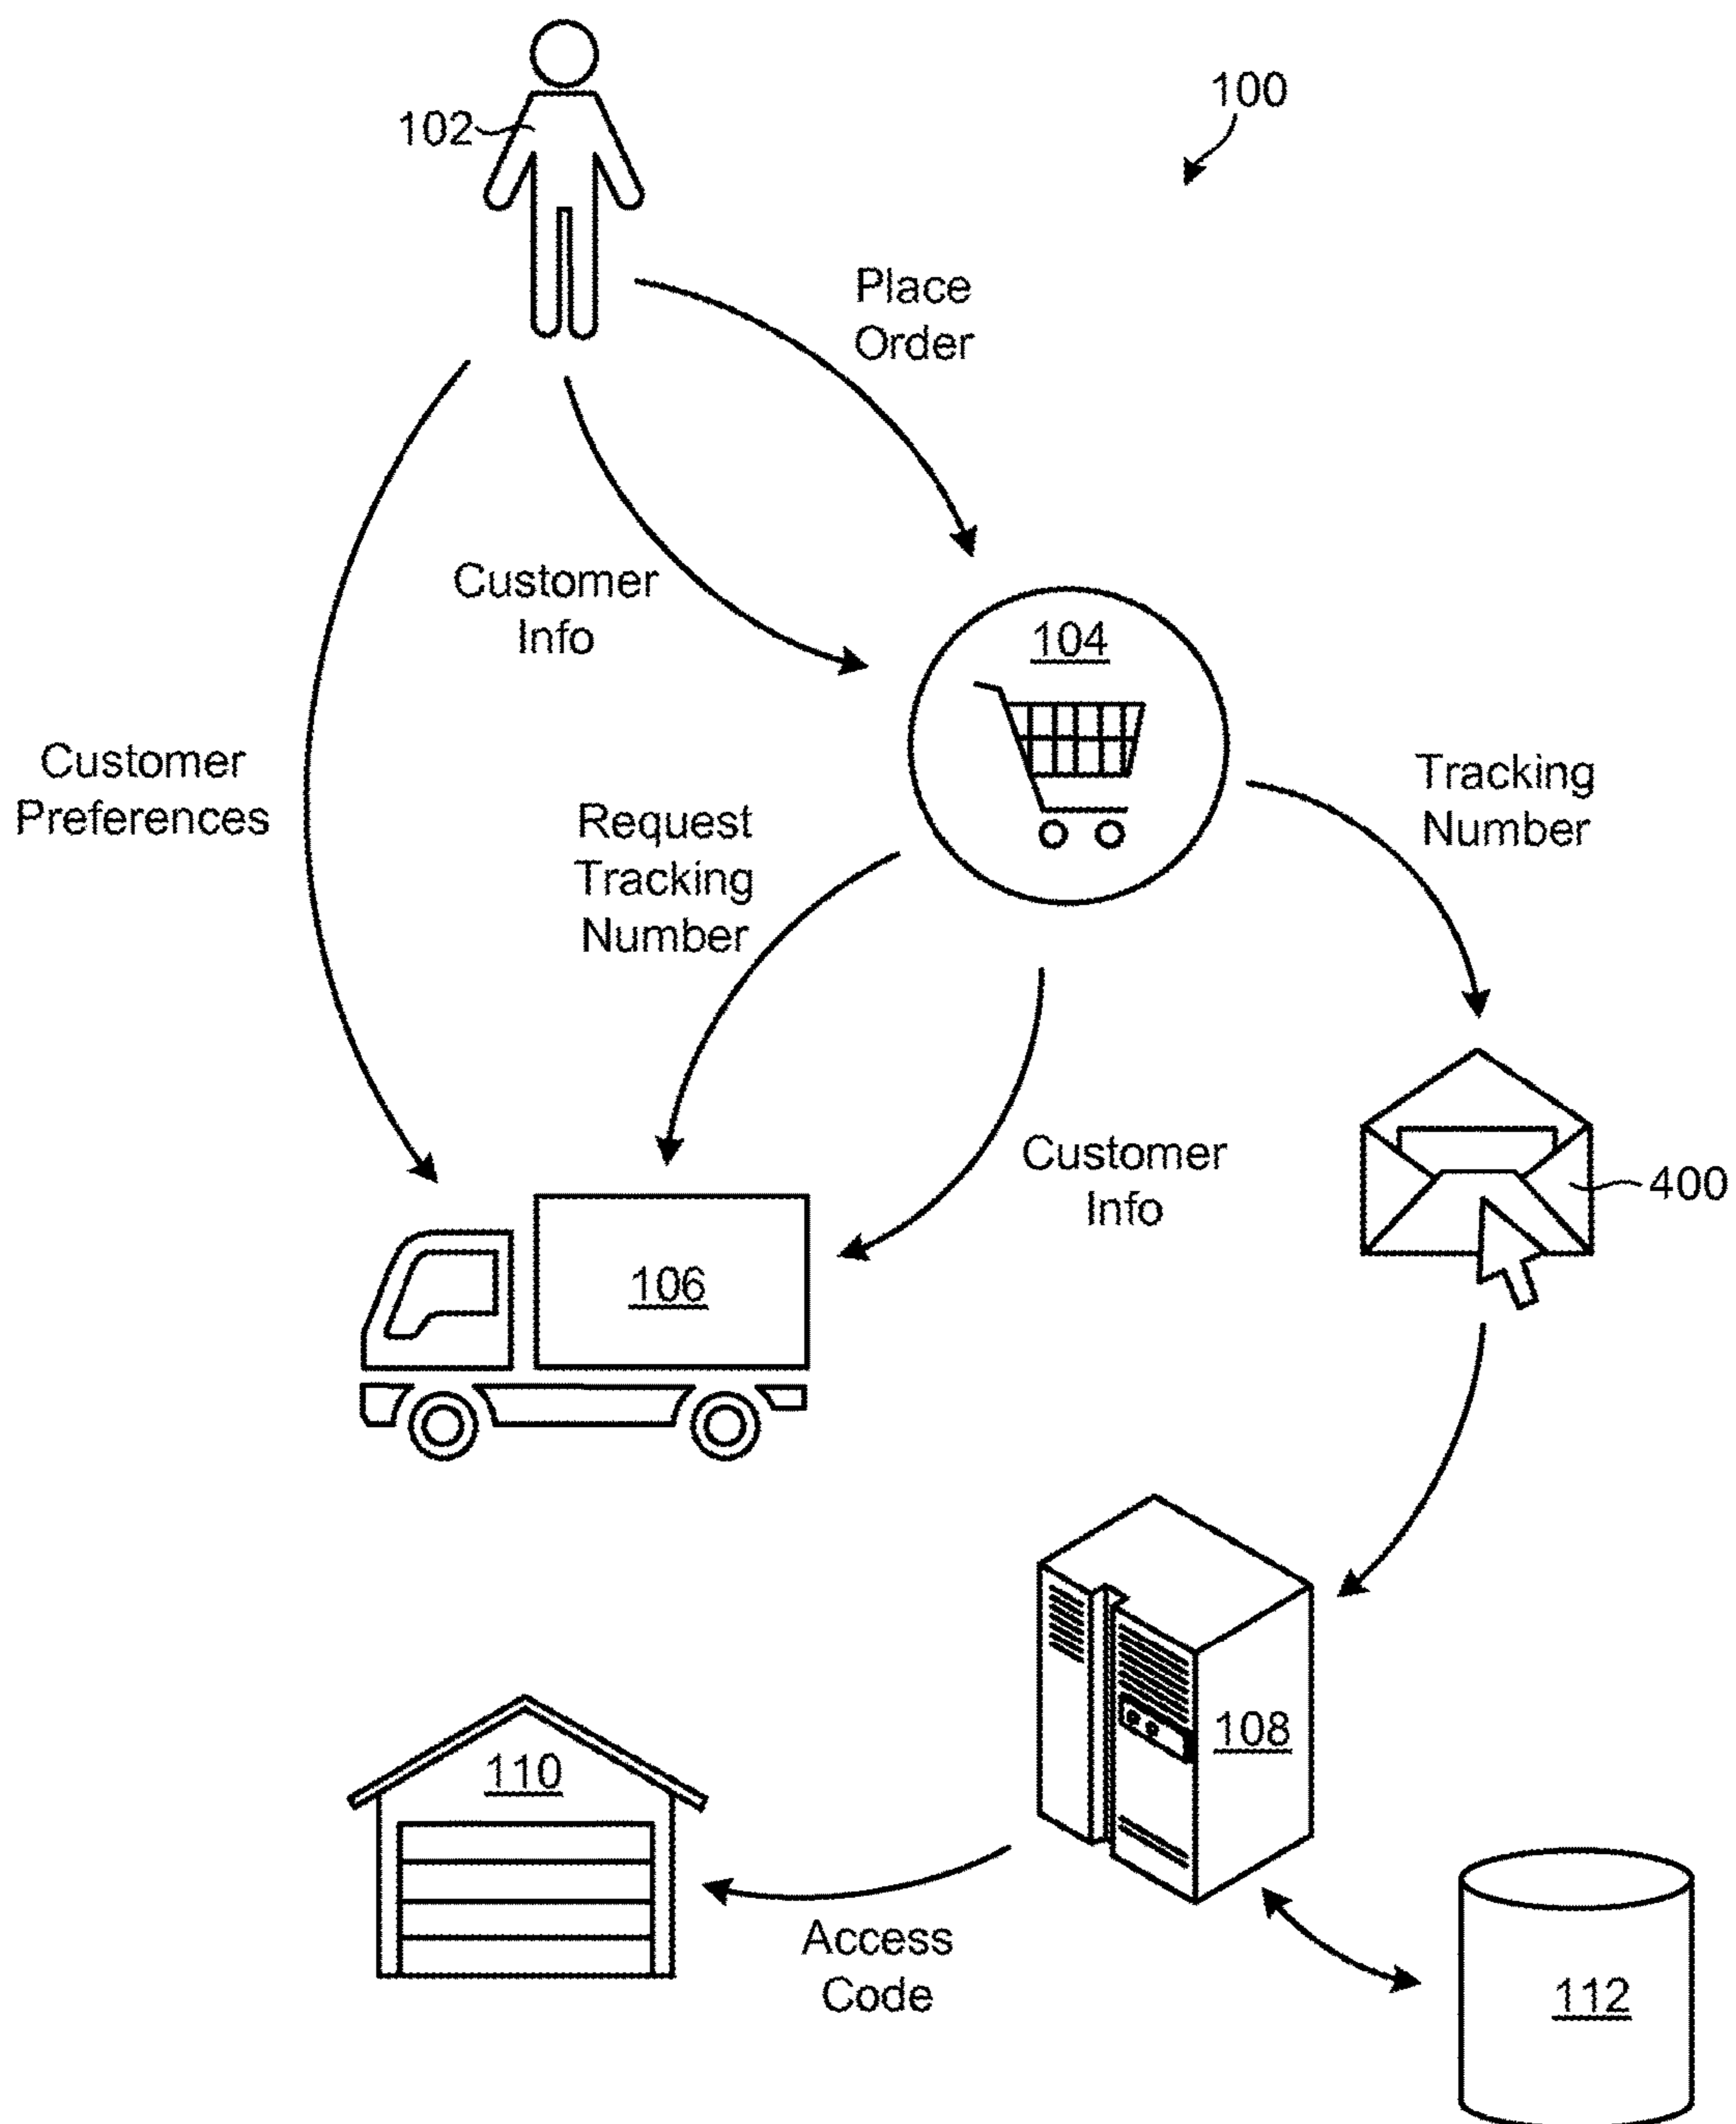 100
102
Place
Order
Customer
Info
104
Customer
Preferences
Tracking
Number
Request
Tracking
Number
Customer
Info
400
106
108
110
Access
Code
112